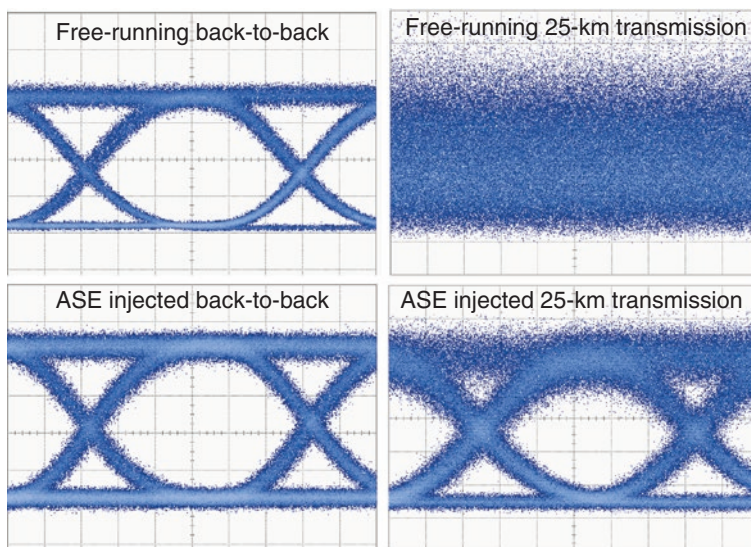 Free-running back-to-back
Free-running 25-km transmission
ASE injected back-to-back
ASE injected 25-km transmission